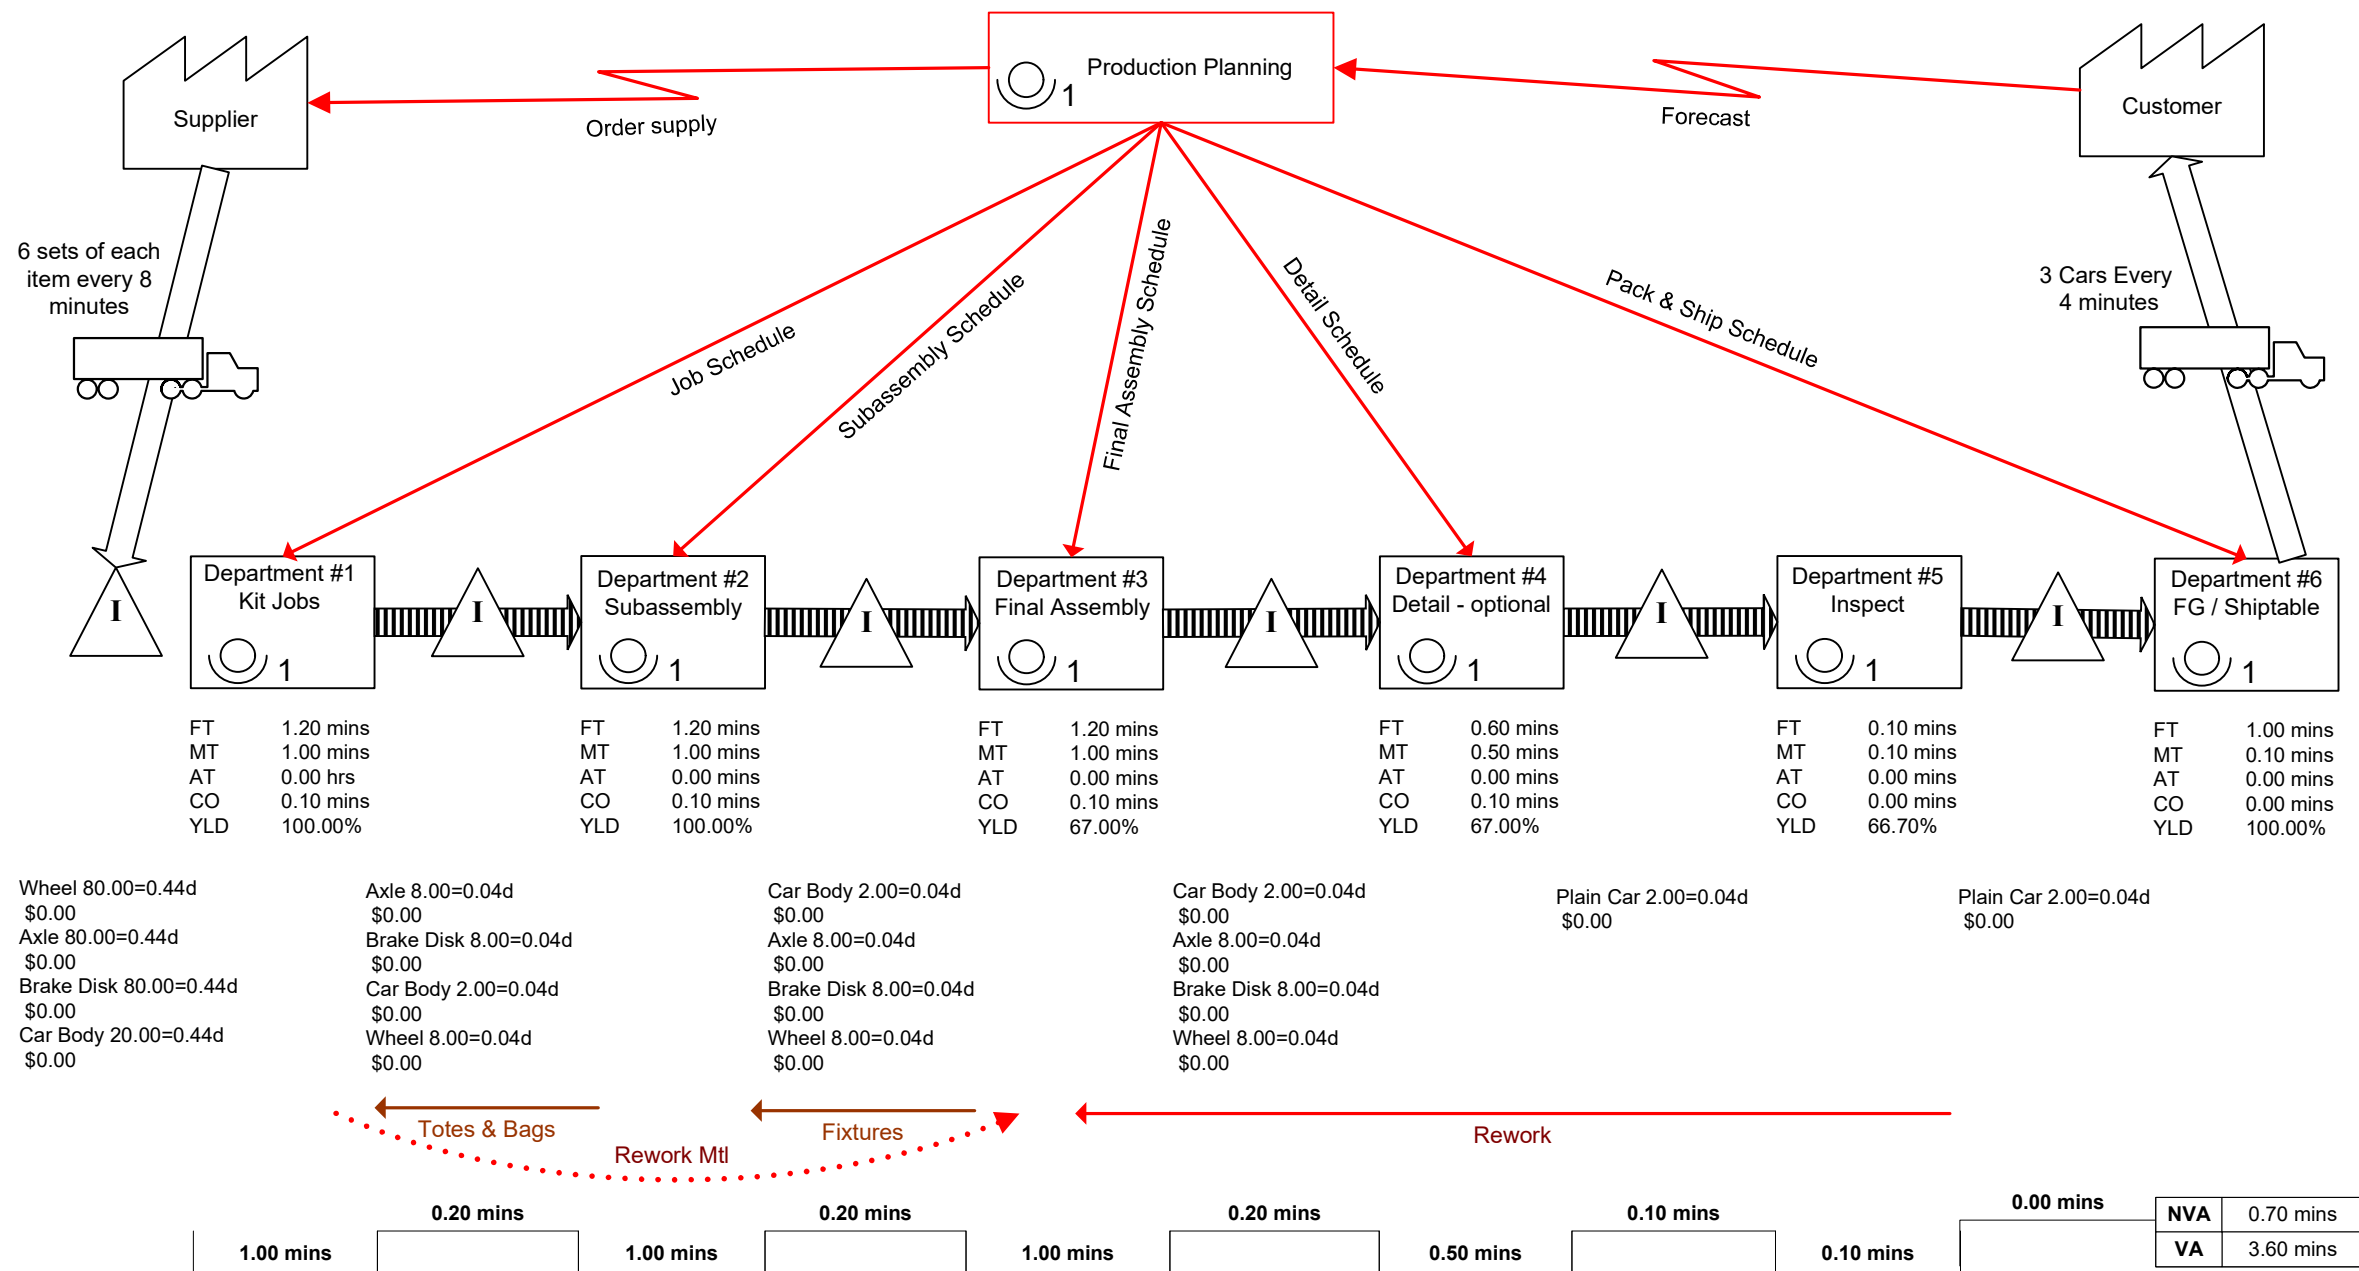 Supplier
Order supply
Production Planning
1
Forecast
Customer
6 sets of each
item every 8
minutes
3 Cars Every
4 minutes
Job Schedule
Subassembly Schedule
Final Assembly Schedule
Detail Schedule
Pack & Ship Schedule
I
Department #1
Kit Jobs
1
I
Department #2
Subassembly
1
I
Department #3
Final Assembly
1
I
Department #4
Detail - optional
1
I
Department #5
Inspect
1
I
Department #6
FG / Shiptable
1
FT 1.20 mins
MT 1.00 mins
AT 0.00 hrs
CO 0.10 mins
YLD 100.00%
FT 1.20 mins
MT 1.00 mins
AT 0.00 mins
CO 0.10 mins
YLD 100.00%
FT 1.20 mins
MT 1.00 mins
AT 0.00 mins
CO 0.10 mins
YLD 67.00%
FT 0.60 mins
MT 0.50 mins
AT 0.00 mins
CO 0.10 mins
YLD 67.00%
FT 0.10 mins
MT 0.10 mins
AT 0.00 mins
CO 0.00 mins
YLD 66.70%
FT 1.00 mins
MT 0.10 mins
AT 0.00 mins
CO 0.00 mins
YLD 100.00%
Wheel 80.00=0.44d
$0.00
Axle 80.00=0.44d
$0.00
Brake Disk 80.00=0.44d
$0.00
Car Body 20.00=0.44d
$0.00
Axle 8.00=0.04d
$0.00
Brake Disk 8.00=0.04d
$0.00
Car Body 2.00=0.04d
$0.00
Wheel 8.00=0.04d
$0.00
Car Body 2.00=0.04d
$0.00
Axle 8.00=0.04d
$0.00
Brake Disk 8.00=0.04d
$0.00
Wheel 8.00=0.04d
$0.00
Car Body 2.00=0.04d
$0.00
Axle 8.00=0.04d
$0.00
Brake Disk 8.00=0.04d
$0.00
Wheel 8.00=0.04d
$0.00
Plain Car 2.00=0.04d
$0.00
Plain Car 2.00=0.04d
$0.00
Totes & Bags
Fixtures
Rework Mtl
Rework
1.00 mins
0.20 mins
1.00 mins
0.20 mins
1.00 mins
0.20 mins
0.50 mins
0.10 mins
0.10 mins
0.00 mins
NVA 0.70 mins
VA 3.60 mins